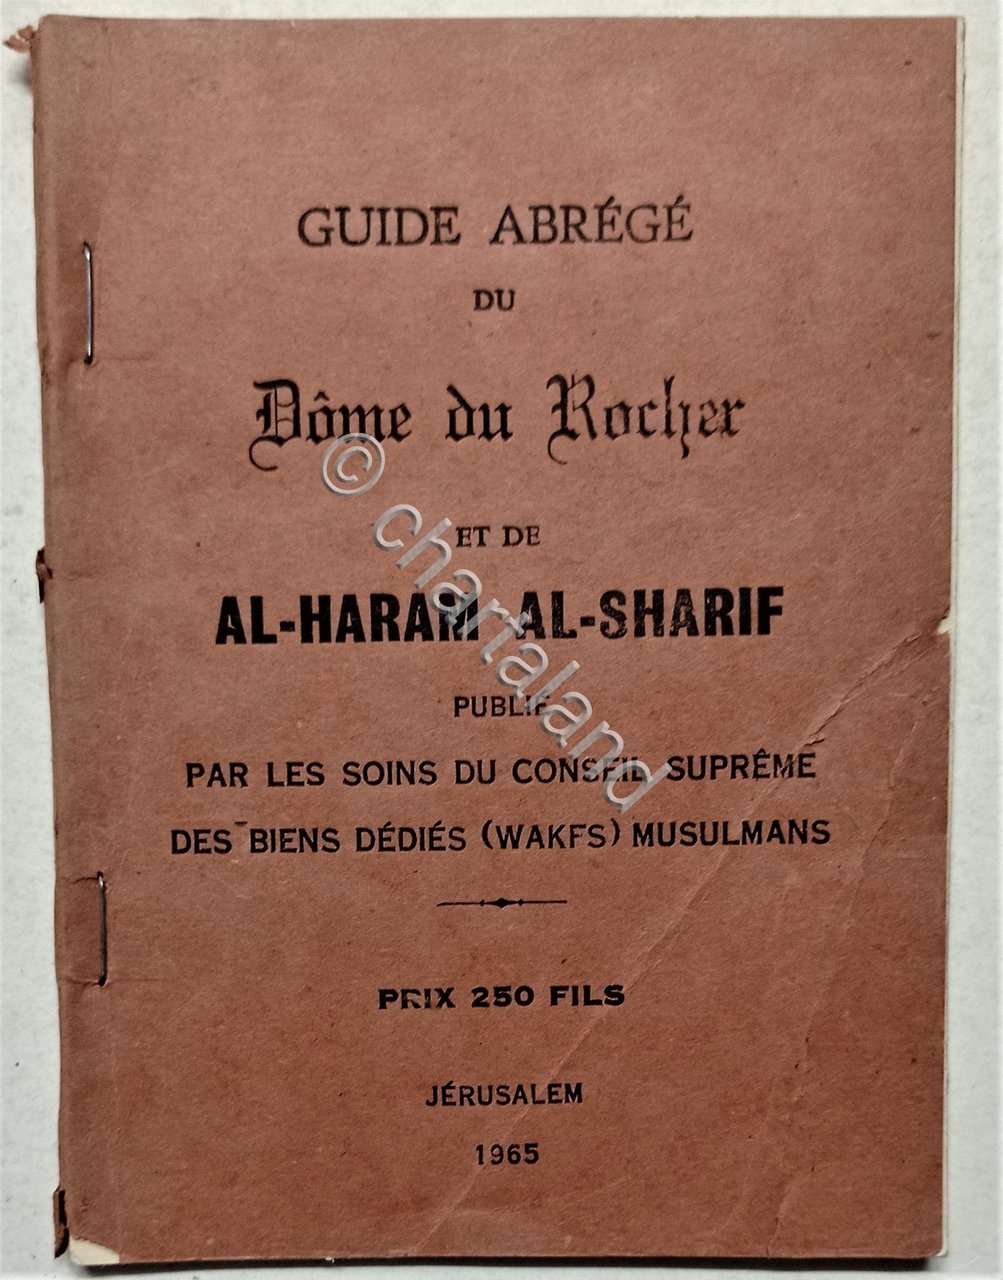 GUIDE ABRÉGÉ
DU
Dôme du Rocher
ET DE
AL-HARAM AL-SHARIF
PUBLIE
PAR LES SOINS DU CONSEIL SUPRÊME
DES BIENS DÉDIÉS (WAKFS) MUSULMANS
PRIX 250 FILS
JÉRUSALEM
1965
© chartaland